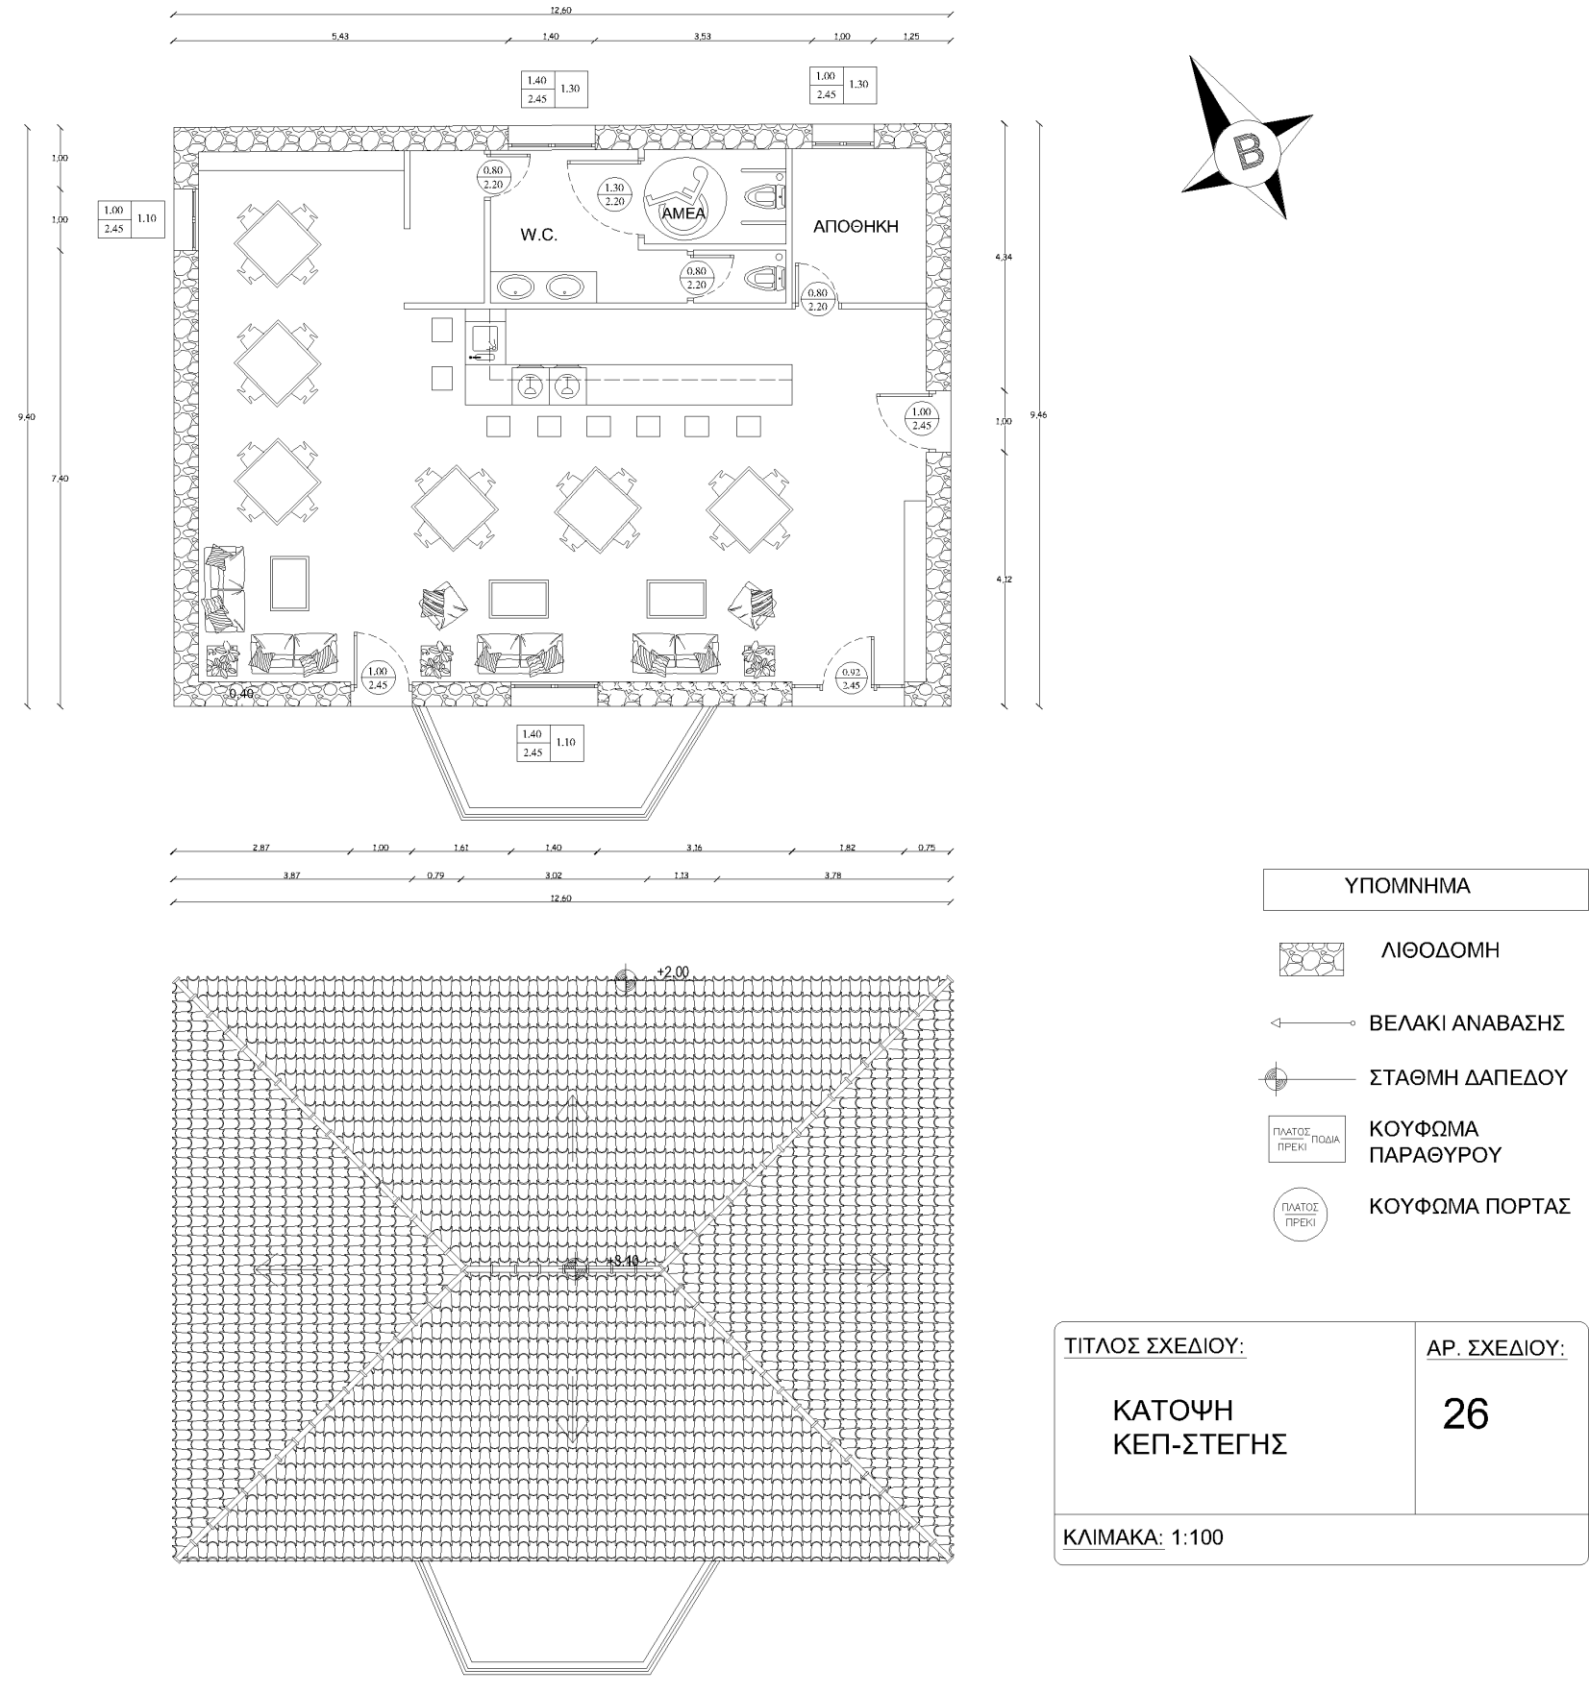 12,60
5,43 1,40 3,53 1,00 1,25
1.40 2.45 1.30
1.00 2.45 1.30
1,00
1,00
7,40
9,40
1.00 2.45 1.10
0.80
2.20
1.30
2.20
ΑΜΕΑ
W.C.
ΑΠΟΘΗΚΗ
0.80
2.20
0.80
2.20
1.00
2.45
4,34
1,00
4,12
9,46
B
0,40
1.00
2.45
0.92
2.45
1.40 2.45 1.10
2,87 1,00 1,61 1,40 3,16 1,82 0,75
3,87 0,79 3,02 1,13 3,78
12,60
+2,00
+3.10
ΥΠΟΜΝΗΜΑ
ΛΙΘΟΔΟΜΗ
ΒΕΛΑΚΙ ΑΝΑΒΑΣΗΣ
ΣΤΑΘΜΗ ΔΑΠΕΔΟΥ
ΠΛΑΤΟΣ
ΠΡΕΚΙ ΠΟΔΙΑ
ΚΟΥΦΩΜΑ
ΠΑΡΑΘΥΡΟΥ
ΠΛΑΤΟΣ
ΠΡΕΚΙ
ΚΟΥΦΩΜΑ ΠΟΡΤΑΣ
ΤΙΤΛΟΣ ΣΧΕΔΙΟΥ:
ΚΑΤΟΨΗ
ΚΕΠ-ΣΤΕΓΗΣ
ΑΡ. ΣΧΕΔΙΟΥ:
26
ΚΛΙΜΑΚΑ: 1:100